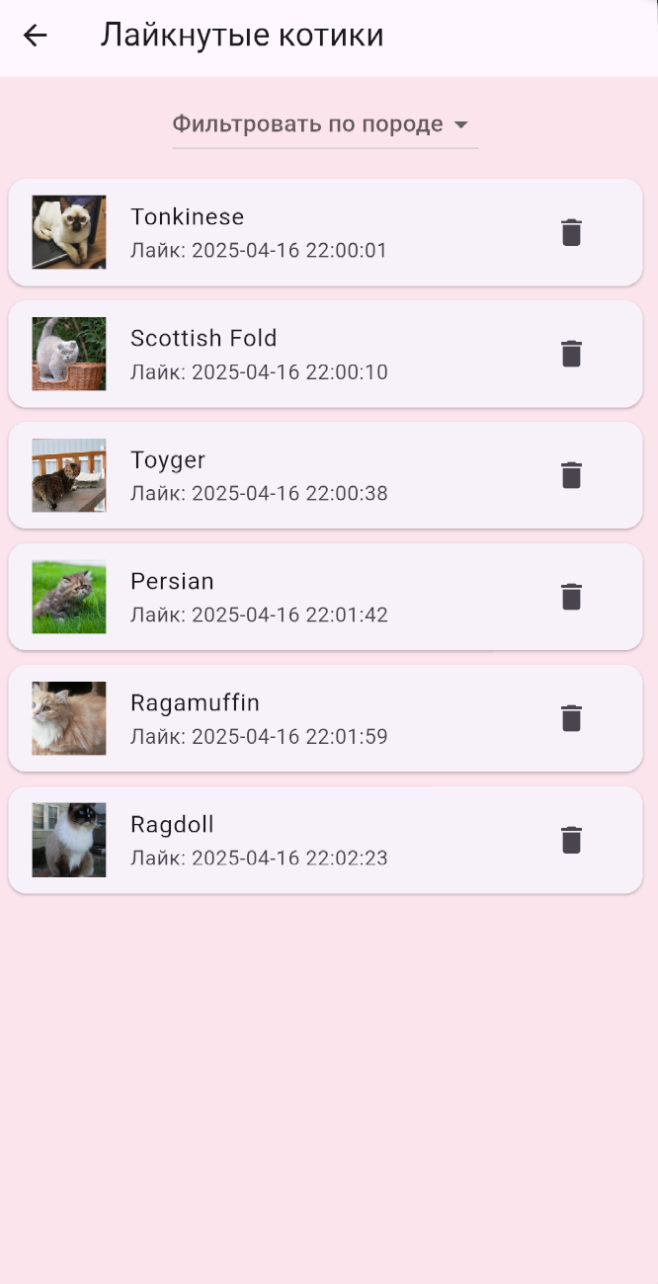 Лайкнутые котики
Фильтровать по породе
Tonkinese
Лайк: 2025-04-16 22:00:01
Scottish Fold
Лайк: 2025-04-16 22:00:10
Toyger
Лайк: 2025-04-16 22:00:38
Persian
Лайк: 2025-04-16 22:01:42
Ragamuffin
Лайк: 2025-04-16 22:01:59
Ragdoll
Лайк: 2025-04-16 22:02:23